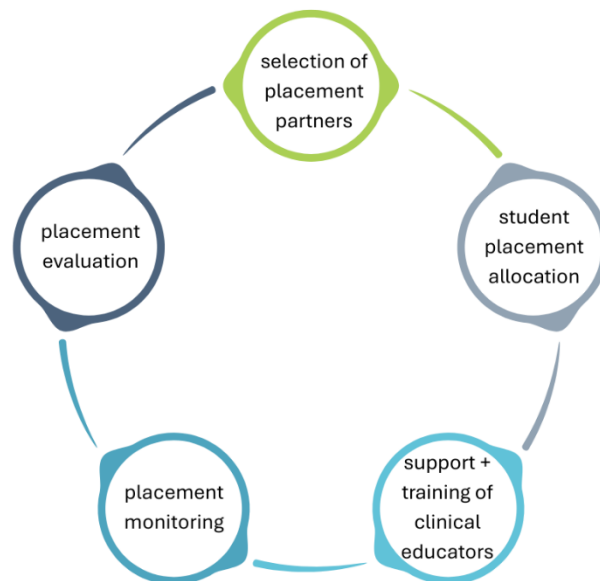 selection of
placement
partners
student
placement
allocation
support +
training of
clinical
educators
placement
monitoring
placement
evaluation